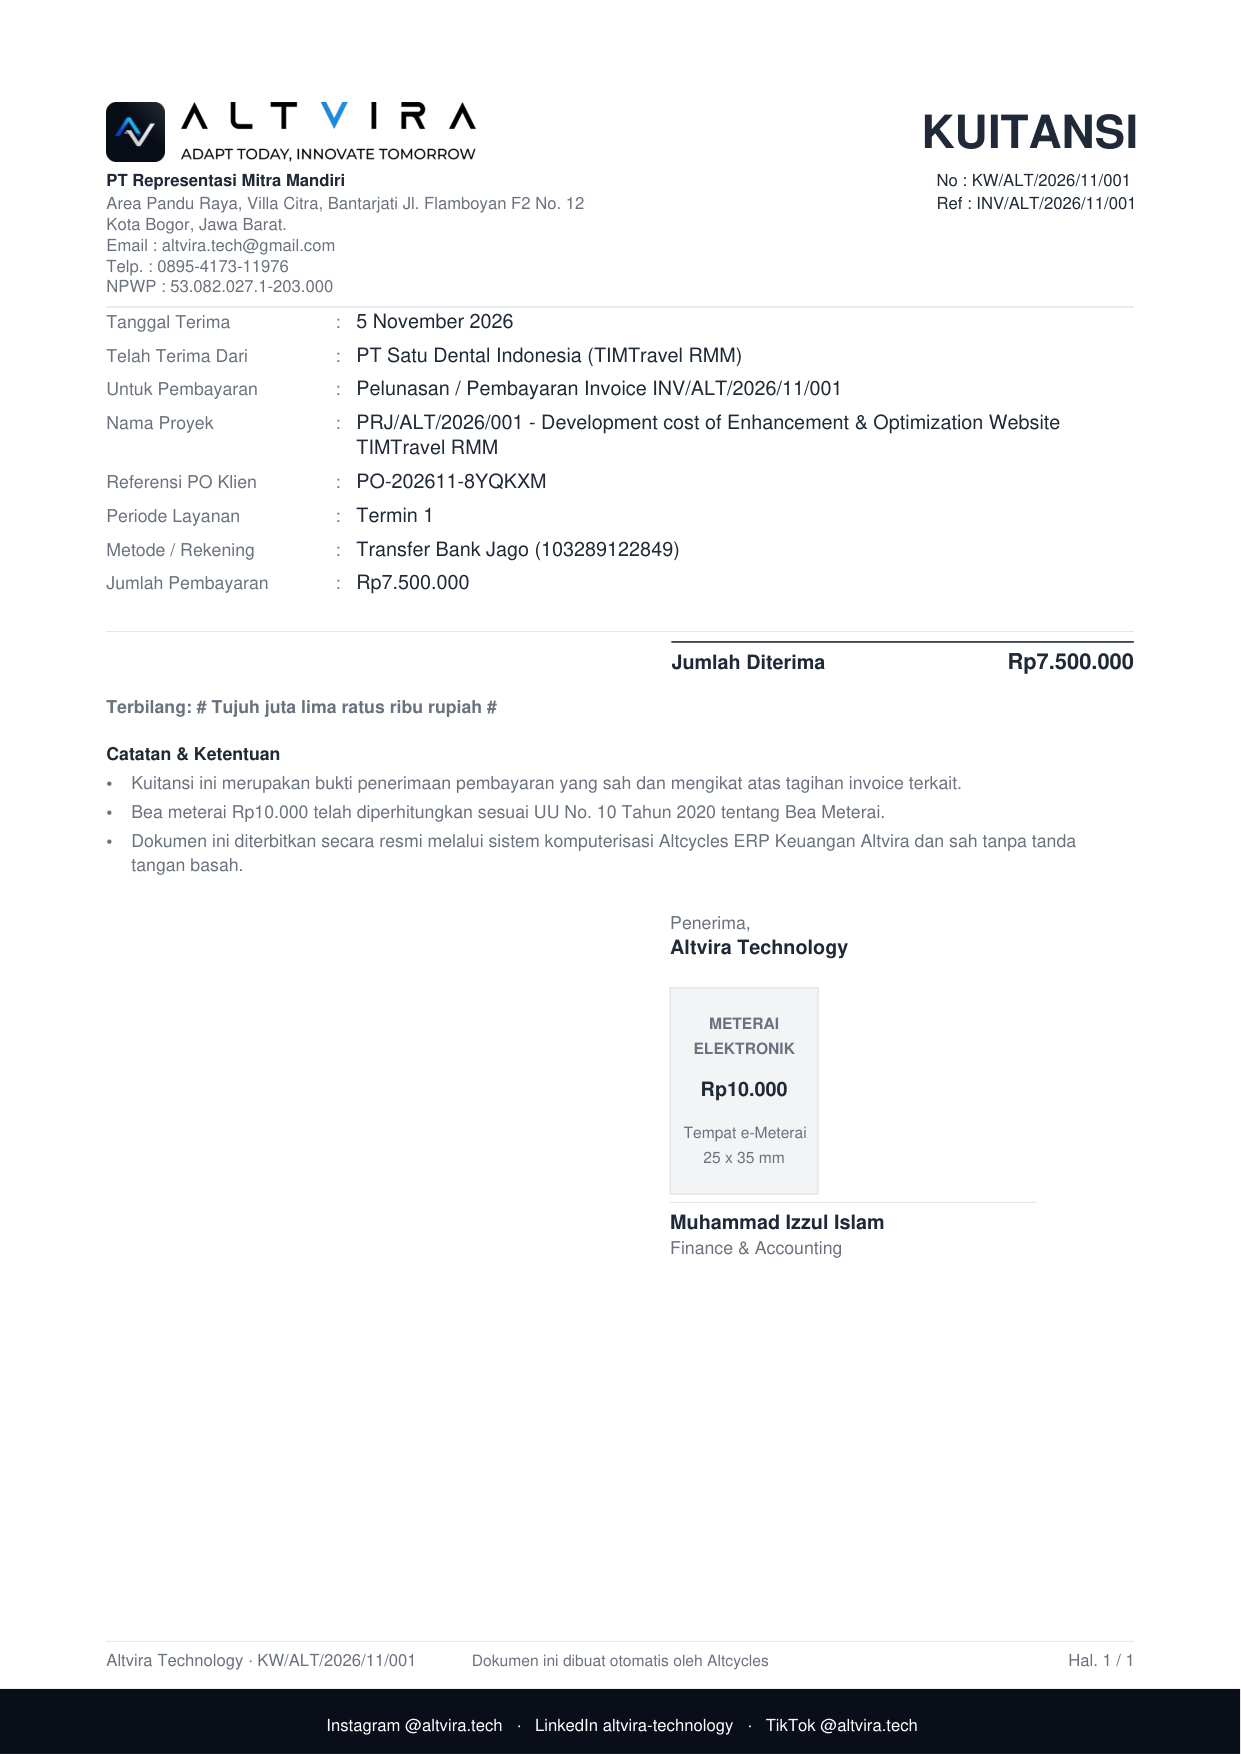 ALTVIRA
ADAPT TODAY, INNOVATE TOMORROW
KUITANSI
PT Representasi Mitra Mandiri
Area Pandu Raya, Villa Citra, Bantarjati Jl. Flamboyan F2 No. 12
Kota Bogor, Jawa Barat.
Email : altvira.tech@gmail.com
Telp. : 0895-4173-11976
NPWP : 53.082.027.1-203.000
No : KW/ALT/2026/11/001
Ref : INV/ALT/2026/11/001
Tanggal Terima : 5 November 2026
Telah Terima Dari : PT Satu Dental Indonesia (TIMTravel RMM)
Untuk Pembayaran : Pelunasan / Pembayaran Invoice INV/ALT/2026/11/001
Nama Proyek : PRJ/ALT/2026/001 - Development cost of Enhancement & Optimization Website
TIMTravel RMM
Referensi PO Klien : PO-202611-8YQKXM
Periode Layanan : Termin 1
Metode / Rekening : Transfer Bank Jago (103289122849)
Jumlah Pembayaran : Rp7.500.000
Jumlah Diterima Rp7.500.000
Terbilang: # Tujuh juta lima ratus ribu rupiah #
Catatan & Ketentuan
• Kuitansi ini merupakan bukti penerimaan pembayaran yang sah dan mengikat atas tagihan invoice terkait.
• Bea meterai Rp10.000 telah diperhitungkan sesuai UU No. 10 Tahun 2020 tentang Bea Meterai.
• Dokumen ini diterbitkan secara resmi melalui sistem komputerisasi Altcycles ERP Keuangan Altvira dan sah tanpa tanda
tangan basah.
Penerima,
Altvira Technology
METERAI
ELEKTRONIK
Rp10.000
Tempat e-Meterai
25 x 35 mm
Muhammad Izzul Islam
Finance & Accounting
Altvira Technology · KW/ALT/2026/11/001 Dokumen ini dibuat otomatis oleh Altcycles Hal. 1 / 1
Instagram @altvira.tech · LinkedIn altvira-technology · TikTok @altvira.tech